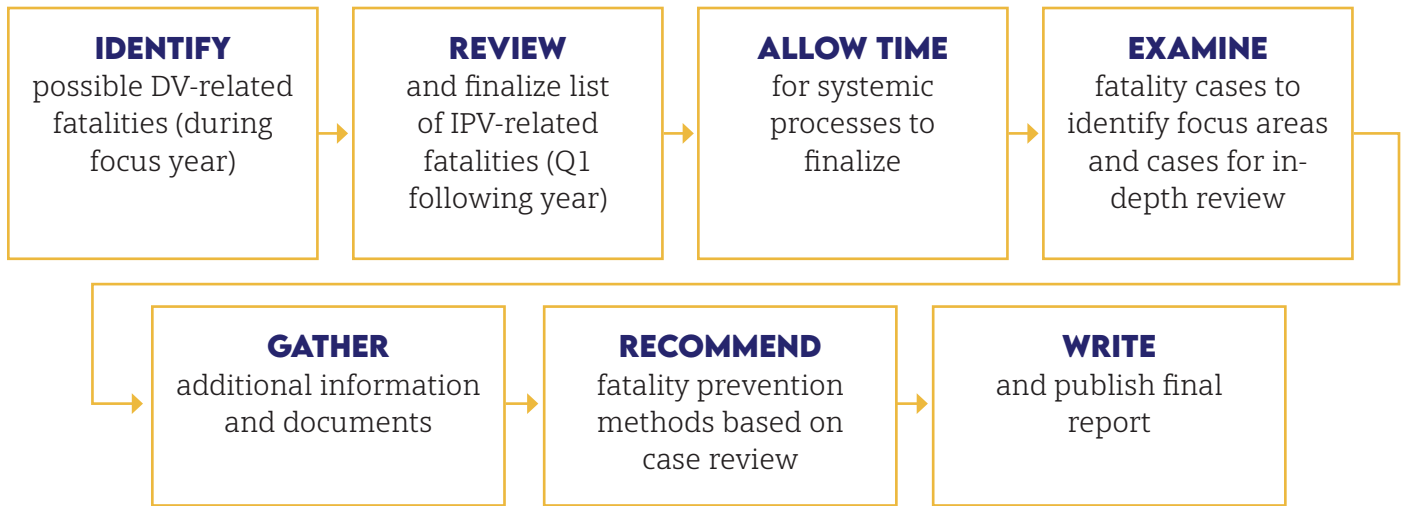 IDENTIFY
possible DV-related
fatalities (during
focus year)
REVIEW
and finalize list
of IPV-related
fatalities (Q1
following year)
ALLOW TIME
for systemic
processes to
finalize
EXAMINE
fatality cases to
identify focus areas
and cases for in-
depth review
GATHER
additional information
and documents
RECOMMEND
fatality prevention
methods based on
case review
WRITE
and publish final
report